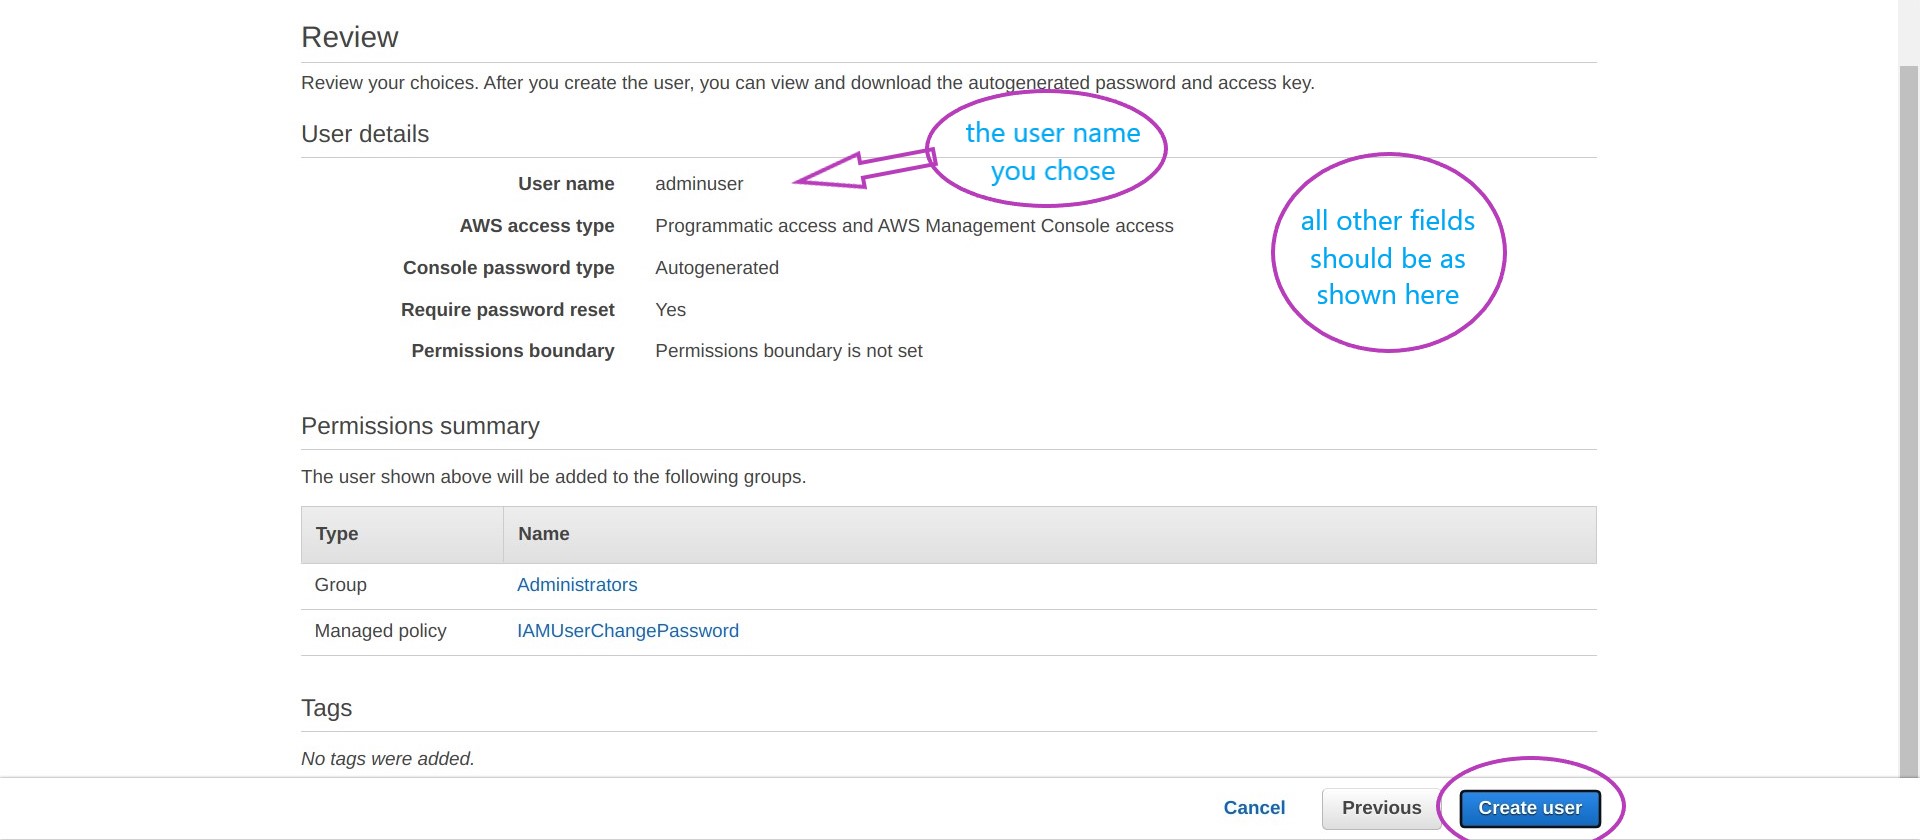 Review
Review your choices. After you create the user, you can view and download the autogenerated password and access key.
User details
the user name
you chose
User name adminuser
AWS access type Programmatic access and AWS Management Console access
Console password type Autogenerated
Require password reset Yes
Permissions boundary Permissions boundary is not set
all other fields
should be as
shown here
Permissions summary
The user shown above will be added to the following groups.
Type Name
Group Administrators
Managed policy IAMUserChangePassword
Tags
No tags were added.
Cancel Previous Create user